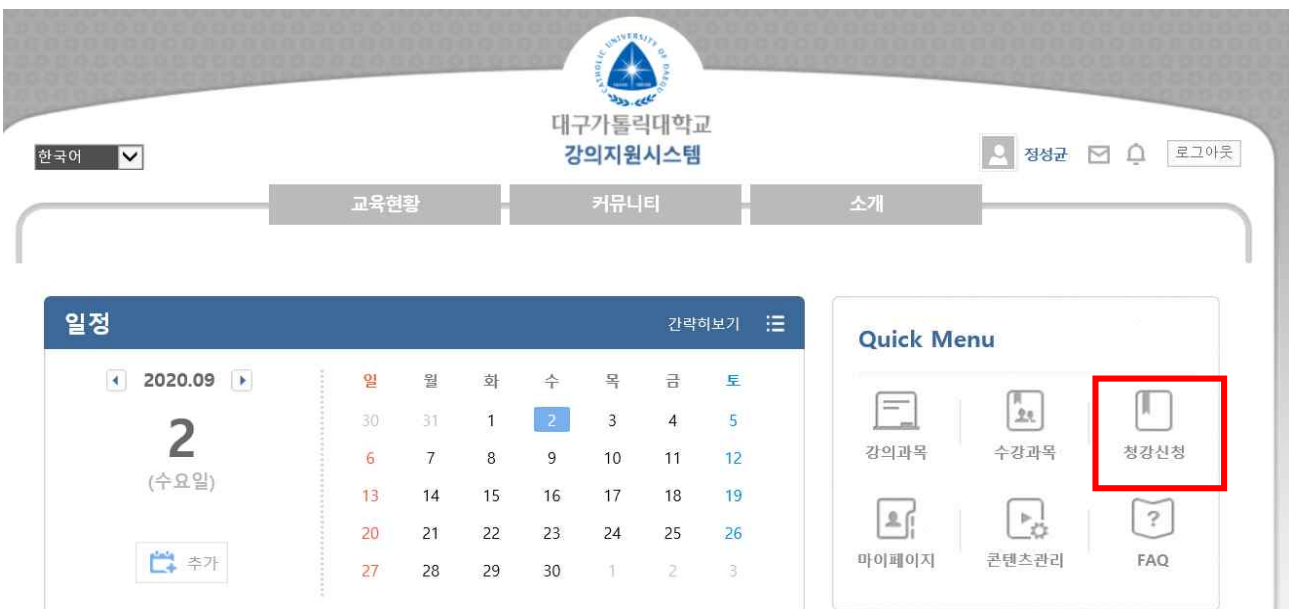 CATHOLIC UNIVERSITY OF DAEGU
대구가톨릭대학교
강의지원시스템
한국어
정성균
로그아웃
교육현황 커뮤니티 소개
일정 간략히보기
2020.09
2
(수요일)
추가
일 월 화 수 목 금 토
30 31 1 2 3 4 5
6 7 8 9 10 11 12
13 14 15 16 17 18 19
20 21 22 23 24 25 26
27 28 29 30 1 2 3
Quick Menu
강의과목 수강과목 청강신청
마이페이지 콘텐츠관리 FAQ